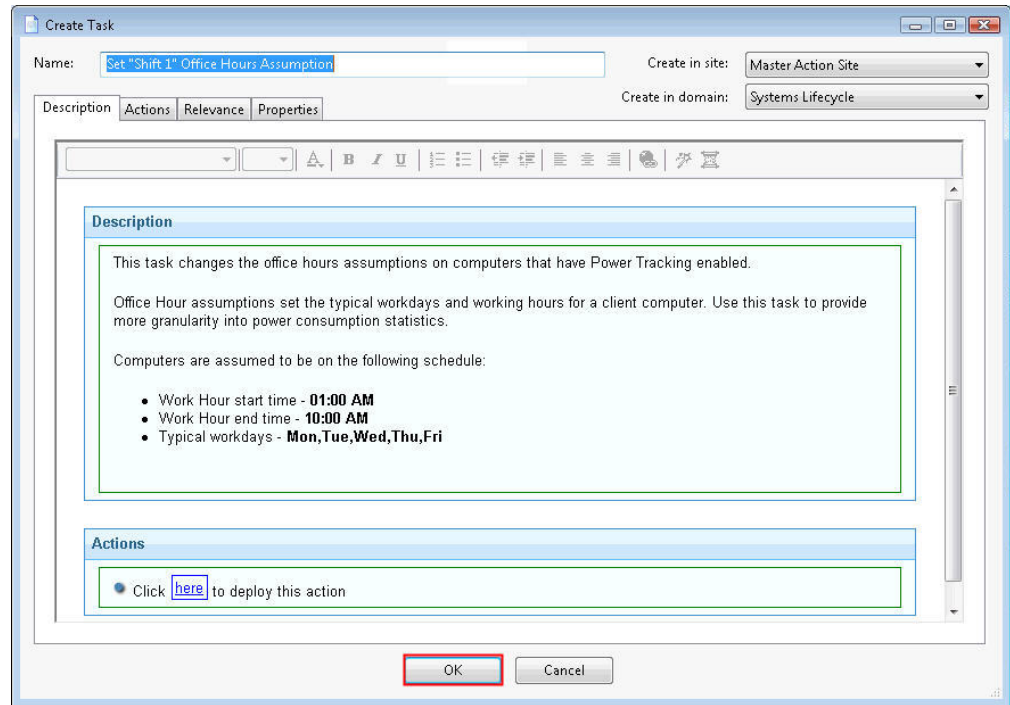 Create Task
Name: Set "Shift 1" Office Hours Assumption Create in site: Master Action Site
Create in domain: Systems Lifecycle
Description Actions Relevance Properties
A B I U
Description
This task changes the office hours assumptions on computers that have Power Tracking enabled.
Office Hour assumptions set the typical workdays and working hours for a client computer. Use this task to provide
more granularity into power consumption statistics.
Computers are assumed to be on the following schedule:
• Work Hour start time - 01:00 AM
• Work Hour end time - 10:00 AM
• Typical workdays - Mon,Tue,Wed,Thu,Fri
Actions
Click here to deploy this action
OK Cancel